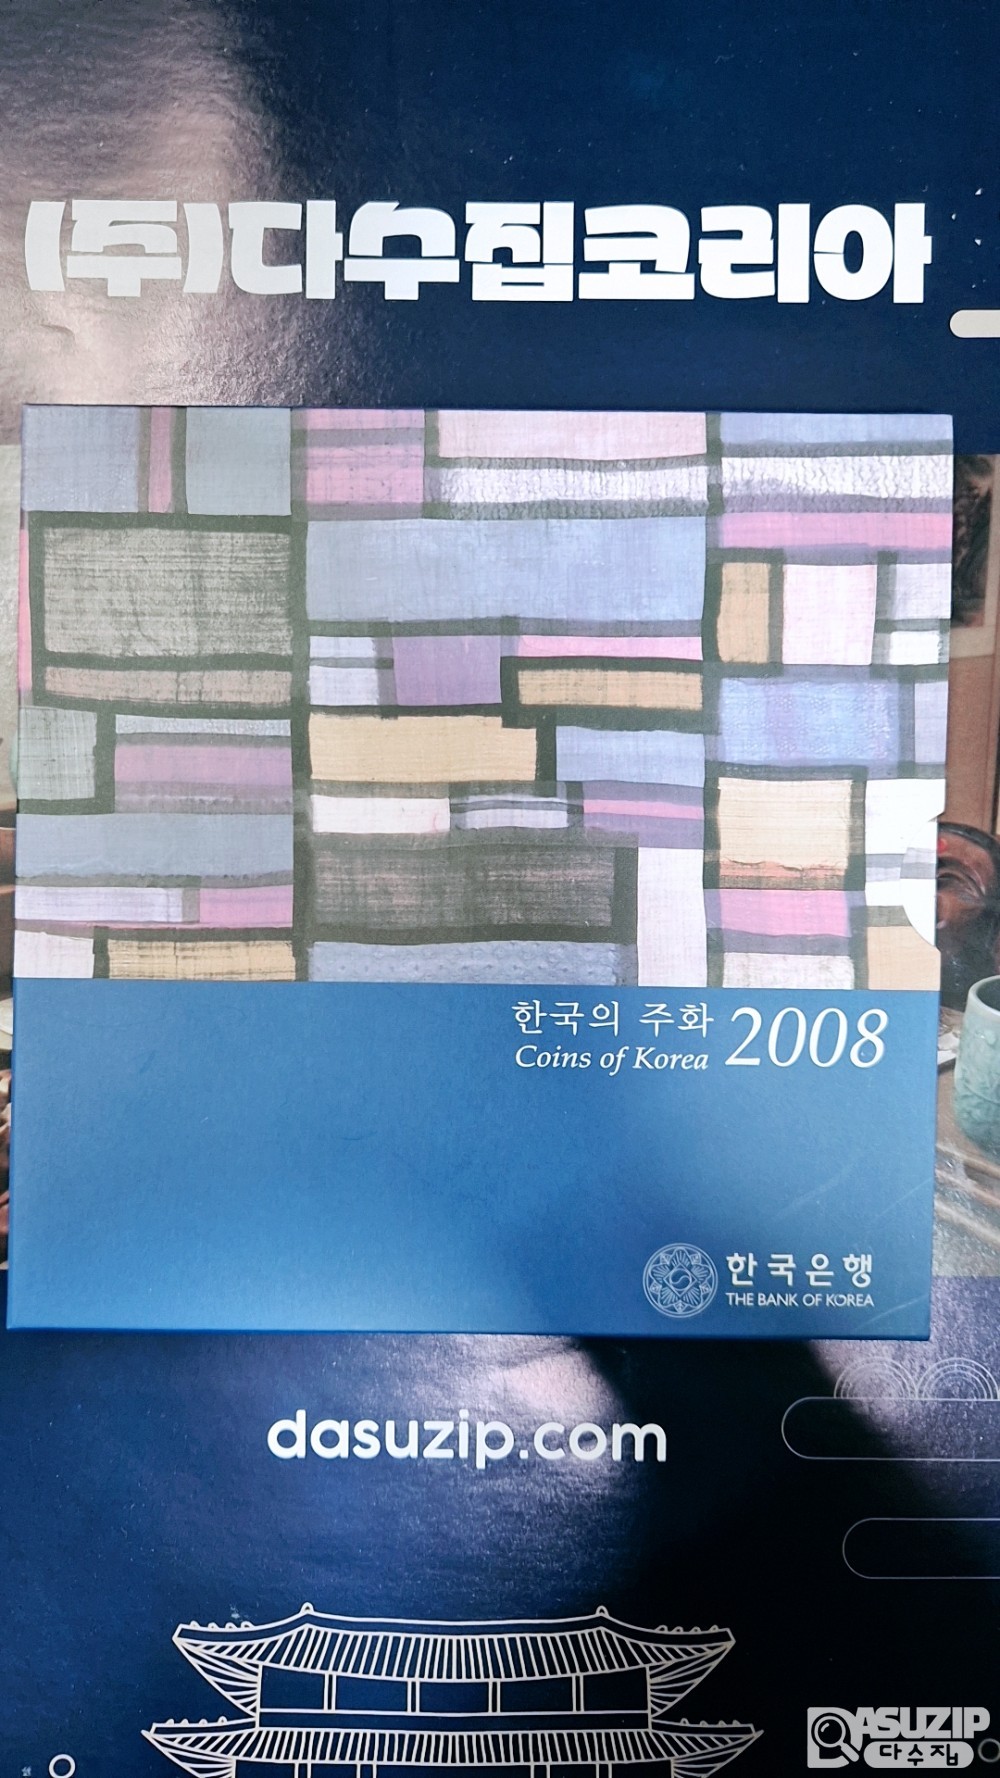 (주)다수집코리아
한국의 주화 2008
Coins of Korea
한국은행
THE BANK OF KOREA
dasuzip.com
DASUZIP
다수집